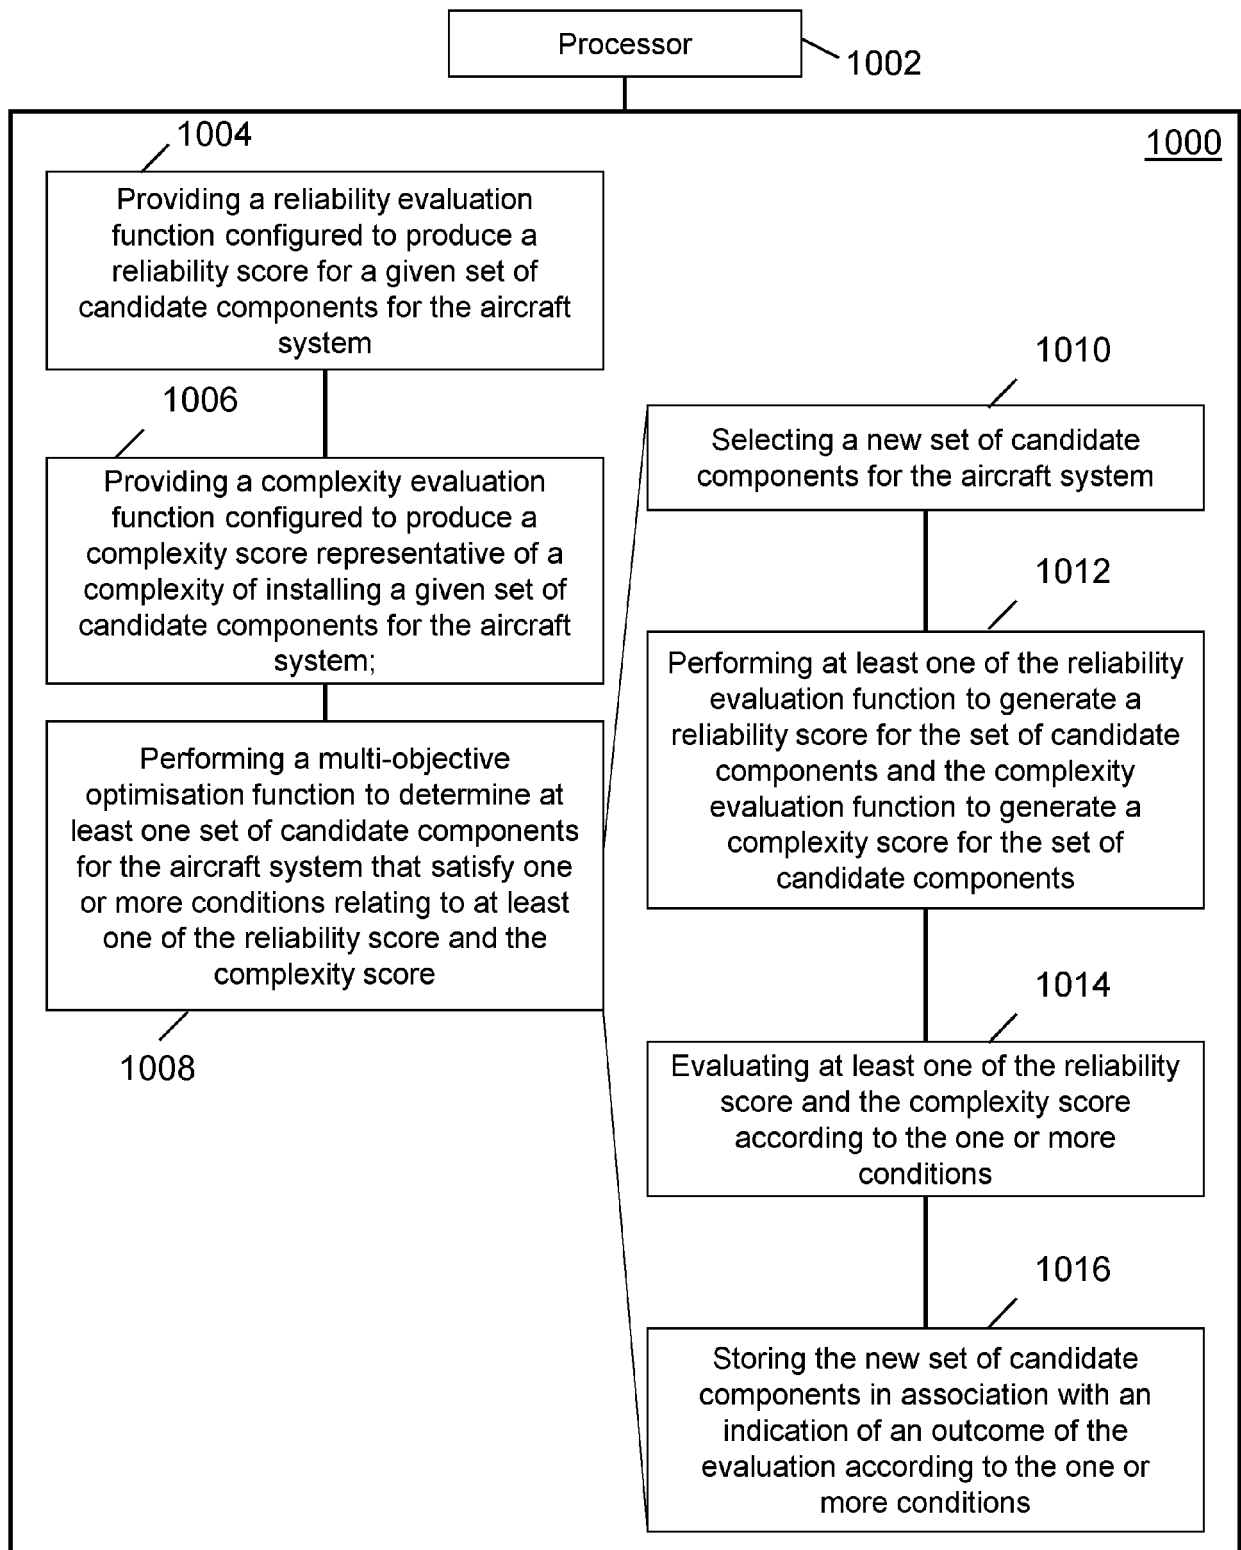 Processor
1002
1000
1004
Providing a reliability evaluation
function configured to produce a
reliability score for a given set of
candidate components for the aircraft
system
1006
Providing a complexity evaluation
function configured to produce a
complexity score representative of a
complexity of installing a given set of
candidate components for the aircraft
system;
Performing a multi-objective
optimisation function to determine at
least one set of candidate components
for the aircraft system that satisfy one
or more conditions relating to at least
one of the reliability score and the
complexity score
1008
1010
Selecting a new set of candidate
components for the aircraft system
1012
Performing at least one of the reliability
evaluation function to generate a
reliability score for the set of candidate
components and the complexity
evaluation function to generate a
complexity score for the set of
candidate components
1014
Evaluating at least one of the reliability
score and the complexity score
according to the one or more
conditions
1016
Storing the new set of candidate
components in association with an
indication of an outcome of the
evaluation according to the one or
more conditions